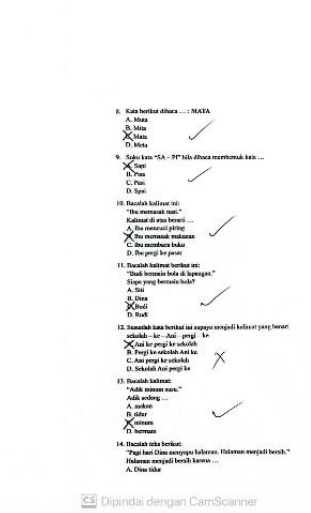 8. Kata berikut dibaca .... : MATA
A. Muta
B. Mita
C. Mata
D. Meta
9. Suku kata "SA – PI" bila dibaca membentuk kata ....
A. Sapi
B. Pisa
C. Pasi
D. Spai
10. Bacalah kalimat ini:
"Ibu memasak nasi."
Kalimat di atas berarti ....
A. Ibu mencuci piring
B. Ibu memasak makanan
C. Ibu membaca buku
D. Ibu pergi ke pasar
11. Bacalah kalimat berikut ini:
"Budi bermain bola di lapangan."
Siapa yang bermain bola?
A. Siti
B. Dina
C. Budi
D. Rudi
12. Susunlah kata berikut ini supaya menjadi kalimat yang benar:
sekolah – ke – Ani – pergi – ke
A. Ani ke pergi ke sekolah
B. Pergi ke sekolah Ani ke
C. Ani pergi ke sekolah
D. Sekolah Ani pergi ke
13. Bacalah kalimat:
"Adik minum susu."
Adik sedang ....
A. makan
B. tidur
C. minum
D. bermain
14. Bacalah teks berikut:
"Pagi hari Dina menyapu halaman. Halaman menjadi bersih."
Halaman menjadi bersih karena ....
A. Dina tidur
CS Dipindai dengan CamScanner